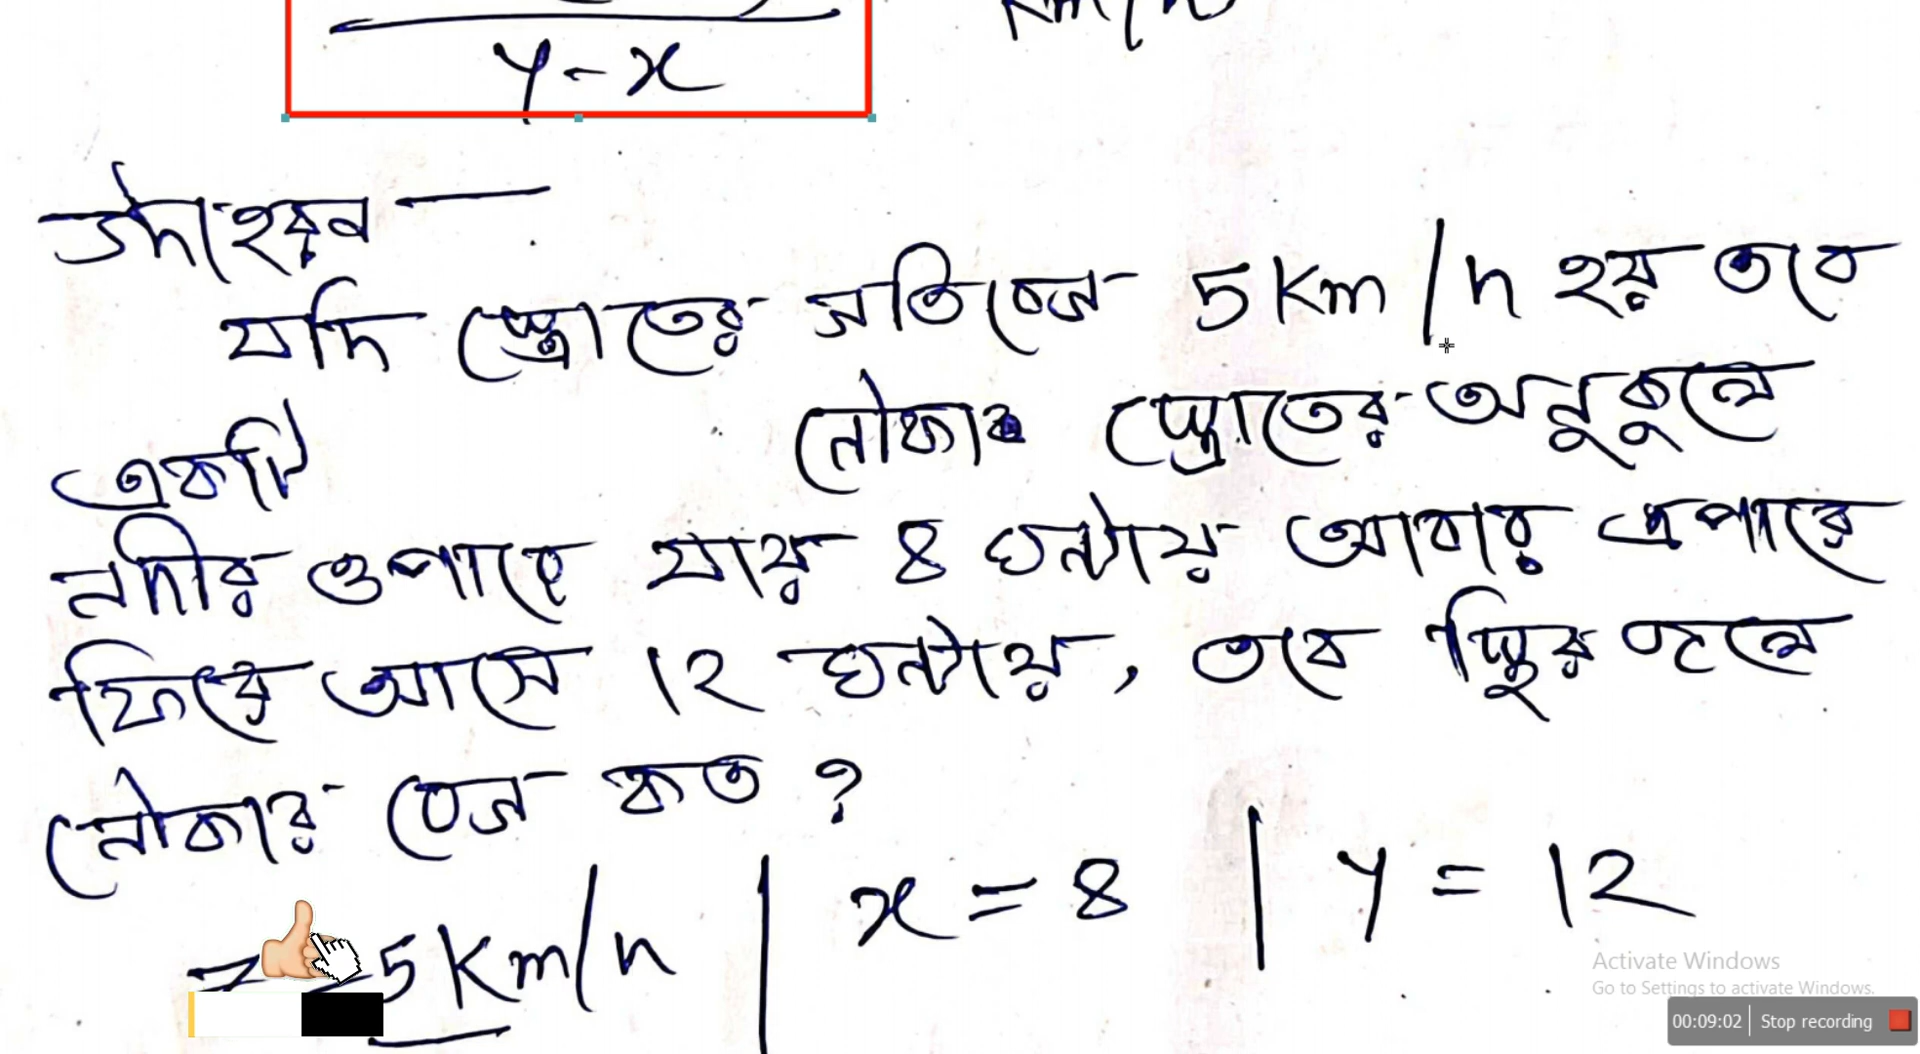 y - x
উদাহরন —
যদি স্রোতের গতিবেগ 5 Km/h হয় তবে
একটি নৌকার স্রোতের অনুকুলে
নদীর ওপারে যায় 8 ঘন্টায় আবার এপারে
ফিরে আসে 12 ঘন্টায়, তবে স্থির জলে
নৌকার বেগ কত ?
= 5 Km/h | x = 8 | y = 12
Activate Windows
Go to Settings to activate Windows.
00:09:02 Stop recording